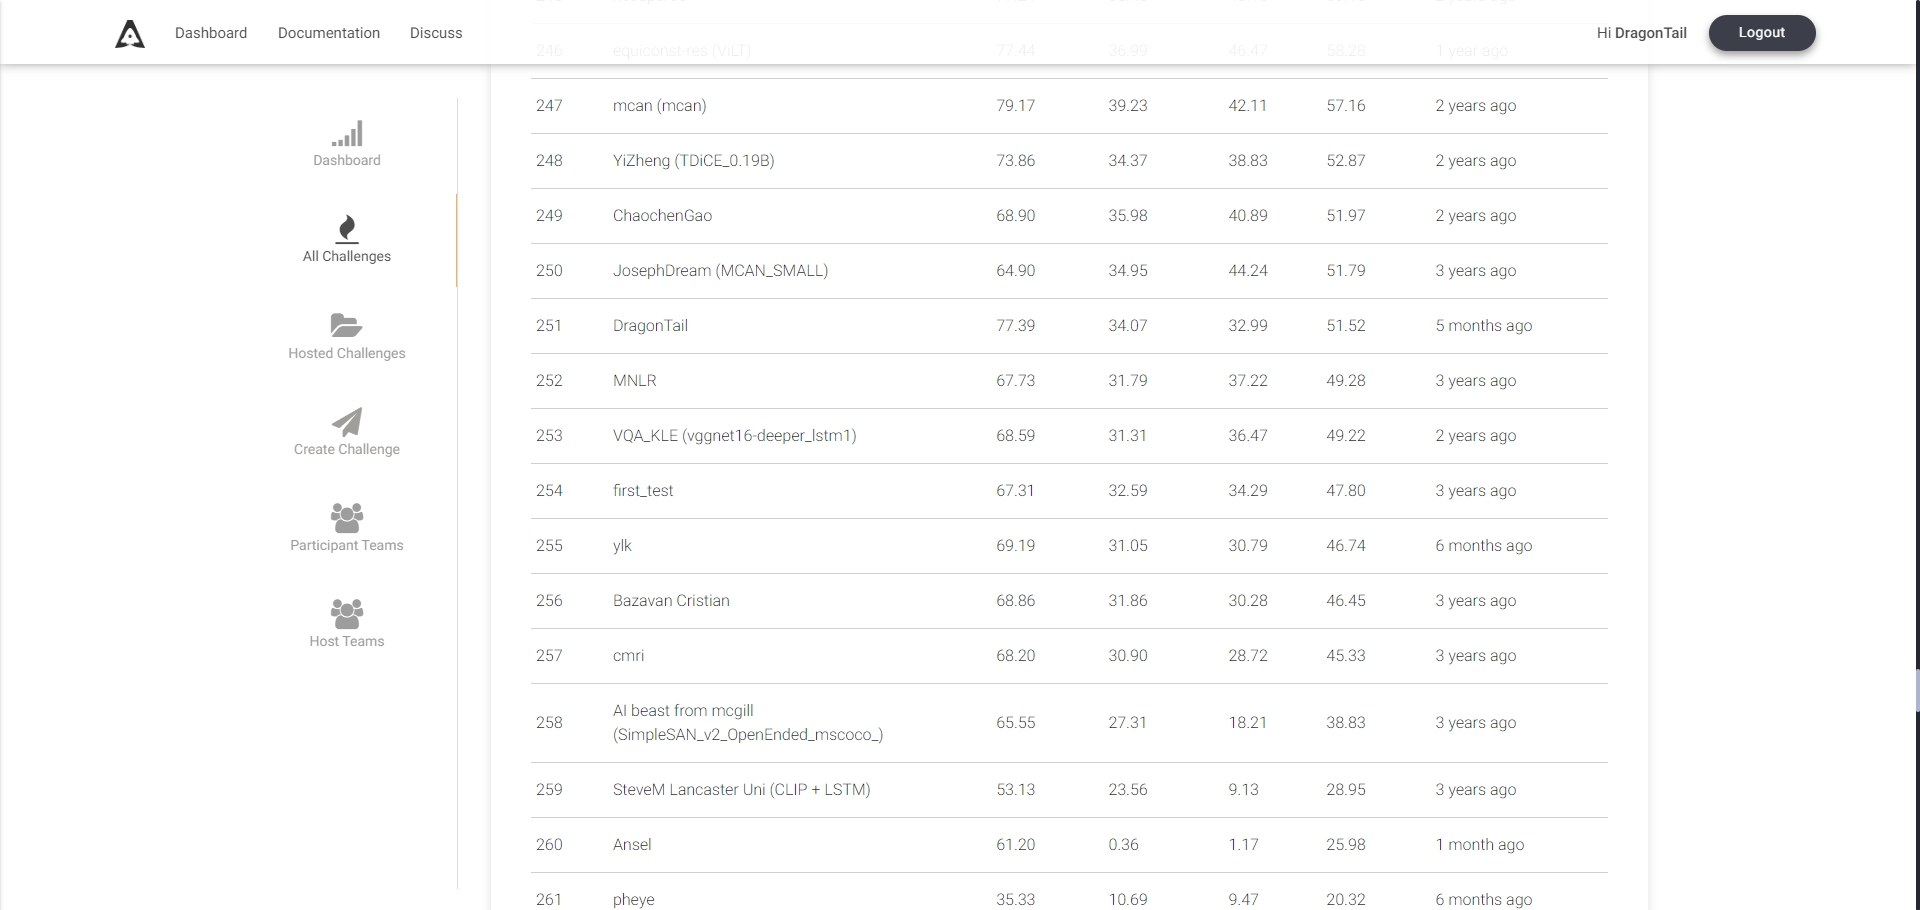 Dashboard Documentation Discuss Hi DragonTail Logout
246 equiconst-res (ViLT) 77.44 36.99 46.47 58.28 1 year ago
247 mcan (mcan) 79.17 39.23 42.11 57.16 2 years ago
248 YiZheng (TDiCE_0.19B) 73.86 34.37 38.83 52.87 2 years ago
249 ChaochenGao 68.90 35.98 40.89 51.97 2 years ago
250 JosephDream (MCAN_SMALL) 64.90 34.95 44.24 51.79 3 years ago
251 DragonTail 77.39 34.07 32.99 51.52 5 months ago
252 MNLR 67.73 31.79 37.22 49.28 3 years ago
253 VQA_KLE (vggnet16-deeper_lstm1) 68.59 31.31 36.47 49.22 2 years ago
254 first_test 67.31 32.59 34.29 47.80 3 years ago
255 ylk 69.19 31.05 30.79 46.74 6 months ago
256 Bazavan Cristian 68.86 31.86 30.28 46.45 3 years ago
257 cmri 68.20 30.90 28.72 45.33 3 years ago
258 AI beast from mcgill
(SimpleSAN_v2_OpenEnded_mscoco_) 65.55 27.31 18.21 38.83 3 years ago
259 SteveM Lancaster Uni (CLIP + LSTM) 53.13 23.56 9.13 28.95 3 years ago
260 Ansel 61.20 0.36 1.17 25.98 1 month ago
261 pheye 35.33 10.69 9.47 20.32 6 months ago
Dashboard
All Challenges
Hosted Challenges
Create Challenge
Participant Teams
Host Teams